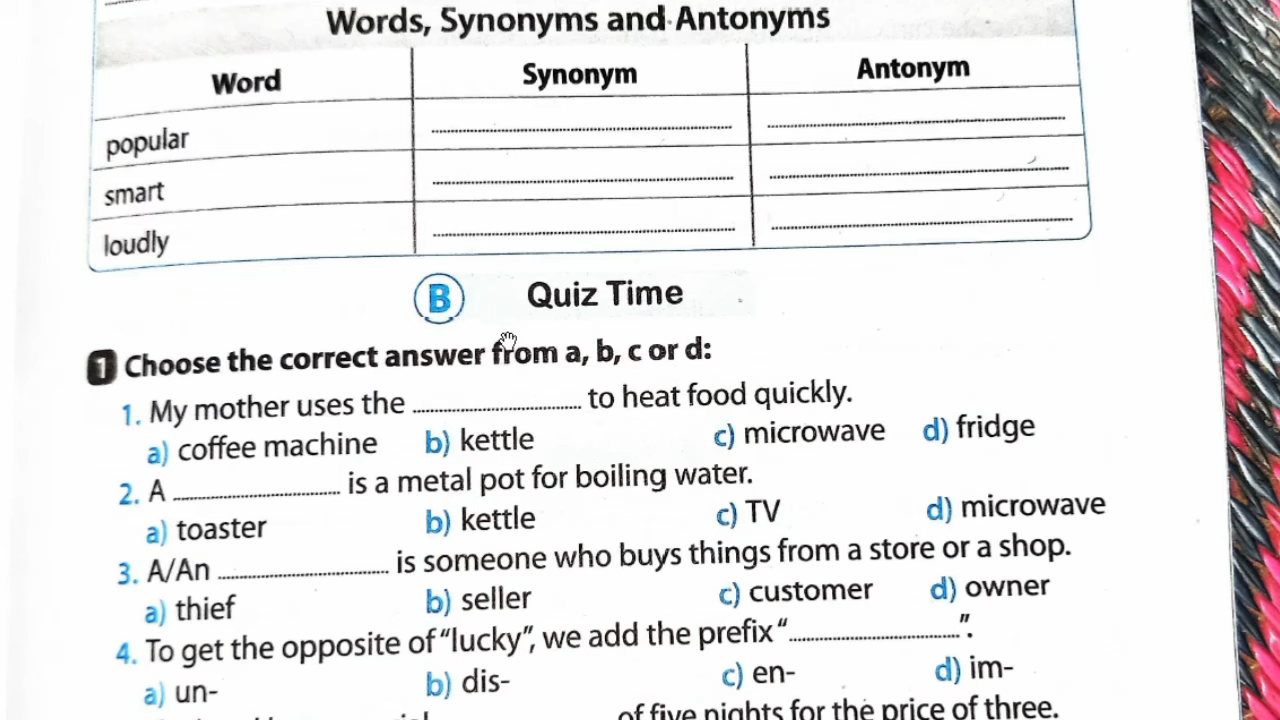 Words, Synonyms and Antonyms
Word Synonym Antonym
popular
smart
loudly
B Quiz Time
1 Choose the correct answer from a, b, c or d:
1. My mother uses the ........................ to heat food quickly.
a) coffee machine b) kettle c) microwave d) fridge
2. A ........................ is a metal pot for boiling water.
a) toaster b) kettle c) TV d) microwave
3. A/An ........................ is someone who buys things from a store or a shop.
a) thief b) seller c) customer d) owner
4. To get the opposite of “lucky”, we add the prefix “........................”.
a) un- b) dis- c) en- d) im-
of five nights for the price of three.